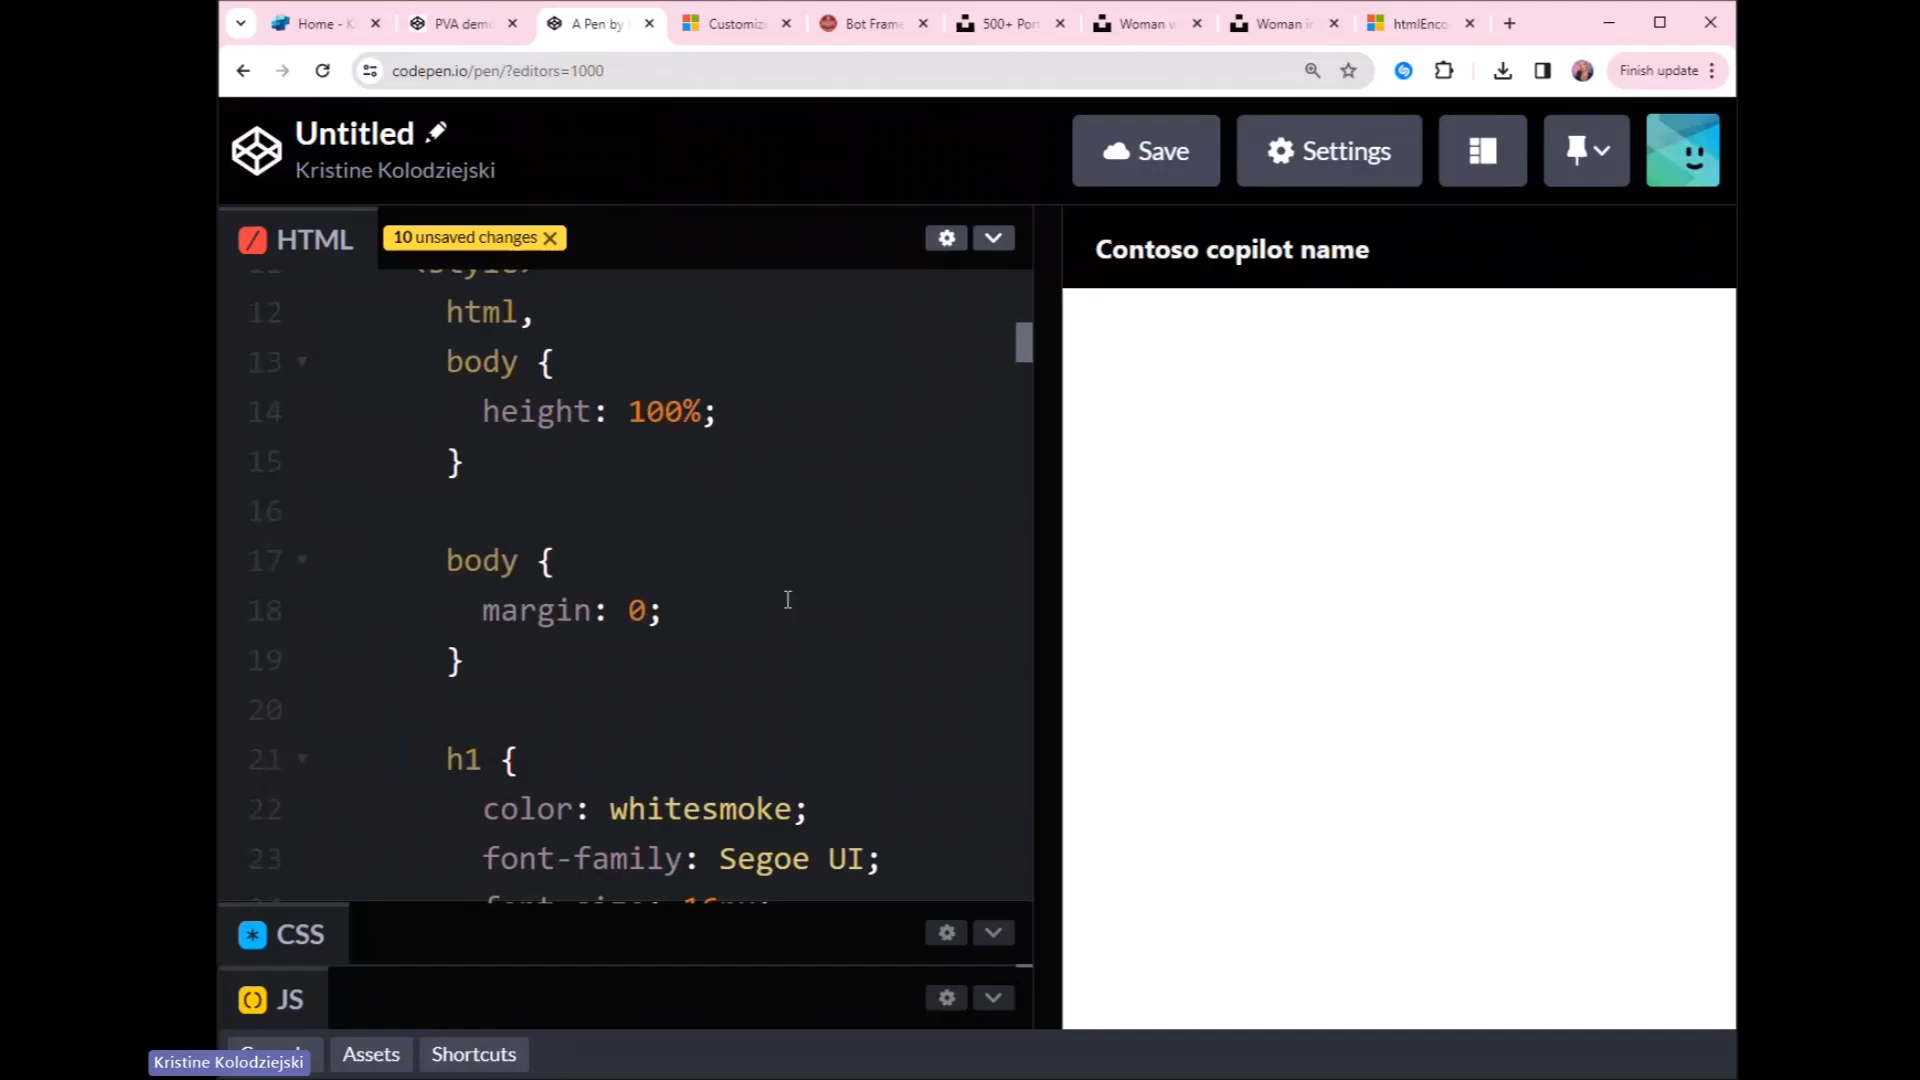 Home - K
PVA dem
A Pen by
Customiz
Bot Frame
500+ Por
Woman w
Woman in
htmlEnco
codepen.io/pen/?editors=1000
Finish update
Untitled
Kristine Kolodziejski
Save
Settings
HTML
10 unsaved changes
Contoso copilot name
12 html,
13 body {
14 height: 100%;
15 }
16
17 body {
18 margin: 0;
19 }
20
21 h1 {
22 color: whitesmoke;
23 font-family: Segoe UI;
CSS
JS
Kristine Kolodziejski
Assets
Shortcuts